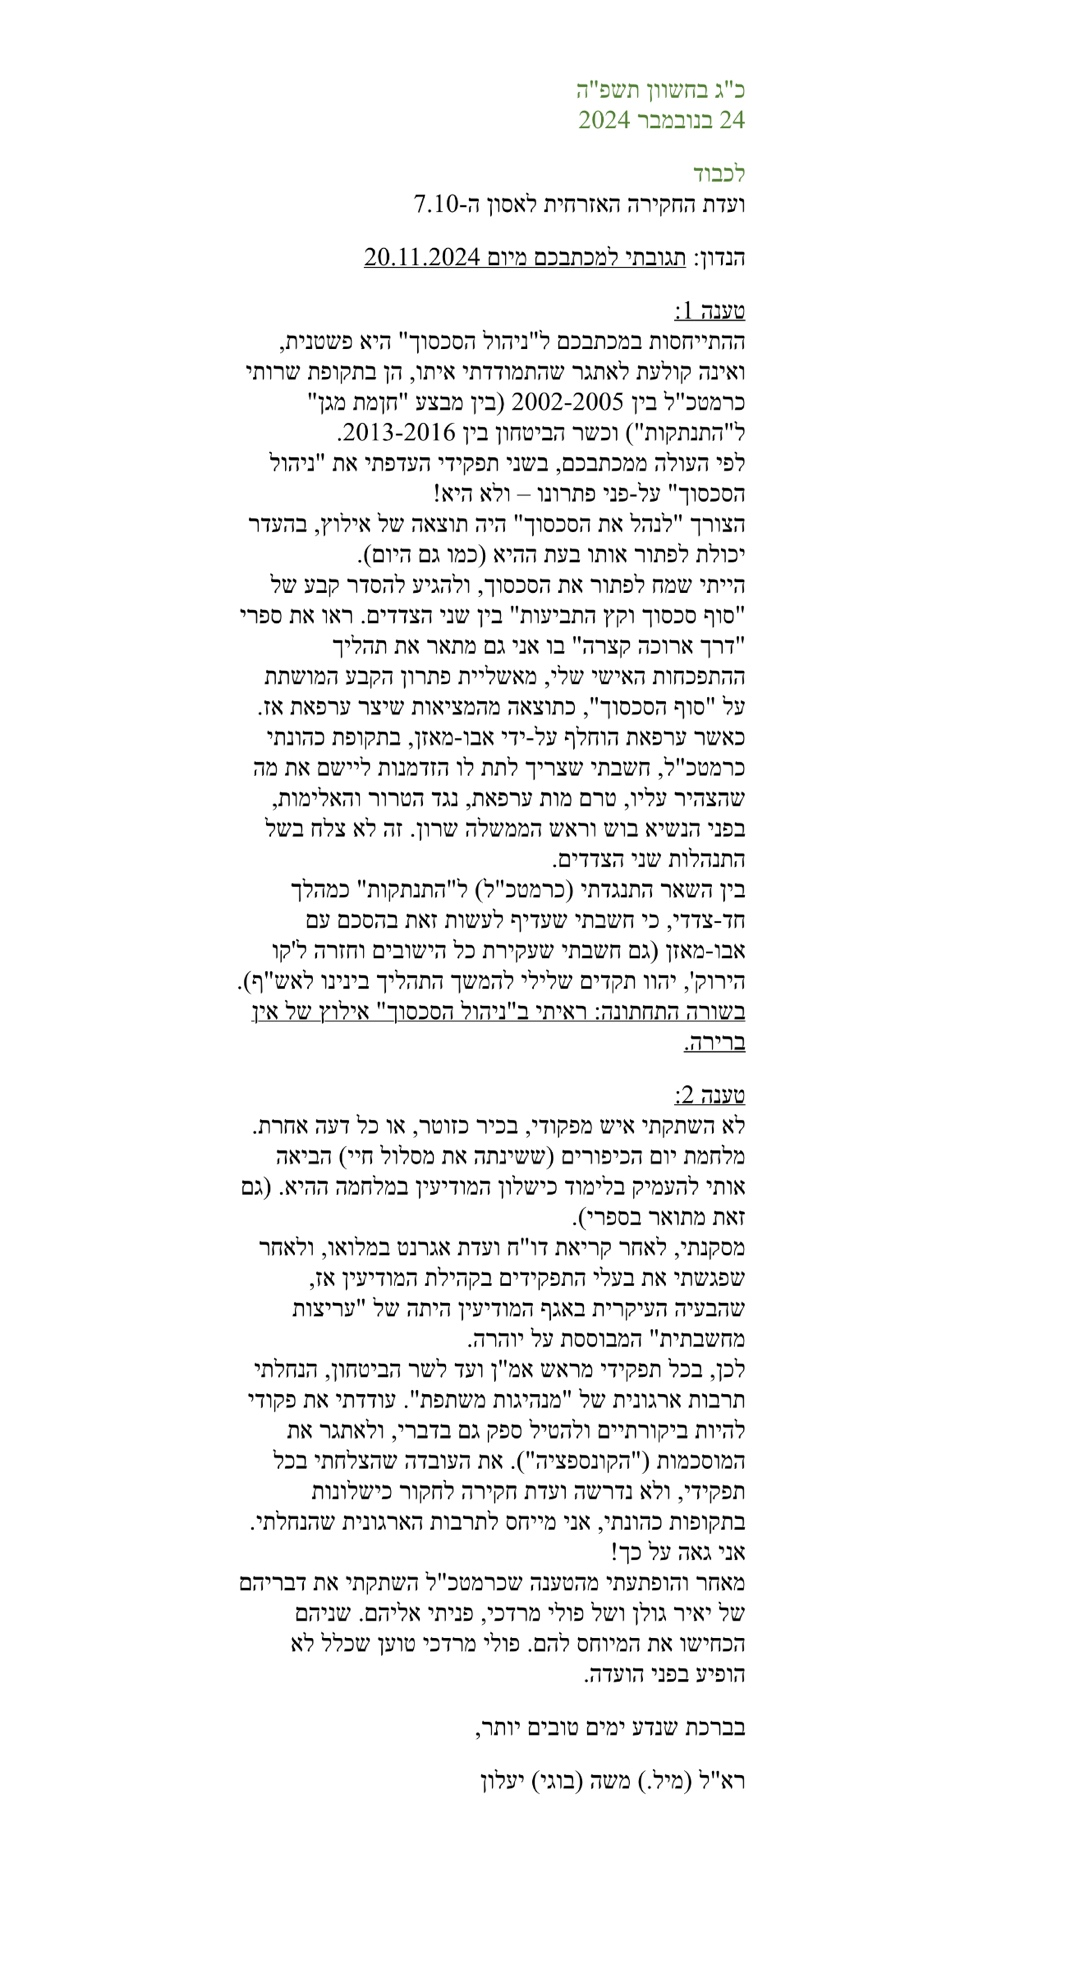 כ"ג בחשוון תשפ"ה
24 בנובמבר 2024
לכבוד
ועדת החקירה האזרחית לאסון ה-7.10
הנדון: תגובתי למכתבכם מיום 20.11.2024
טענה 1:
ההתייחסות במכתבכם ל"ניהול הסכסוך" היא פשטנית,
ואינה קולעת לאתגר שהתמודדתי איתו, הן בתקופת שרותי
כרמטכ"ל בין 2002-2005 (בין מבצע "חןמת מגן"
ל"התנתקות") וכשר הביטחון בין 2013-2016.
לפי העולה ממכתבכם, בשני תפקידי העדפתי את "ניהול
הסכסוך" על-פני פתרונו – ולא היא!
הצורך "לנהל את הסכסוך" היה תוצאה של אילוץ, בהעדר
יכולת לפתור אותו בעת ההיא (כמו גם היום).
הייתי שמח לפתור את הסכסוך, ולהגיע להסדר קבע של
"סוף סכסוך וקץ התביעות" בין שני הצדדים. ראו את ספרי
"דרך ארוכה קצרה" בו אני גם מתאר את תהליך
ההתפכחות האישי שלי, מאשליית פתרון הקבע המושתת
על "סוף הסכסוך", כתוצאה מהמציאות שיצר ערפאת אז.
כאשר ערפאת הוחלף על-ידי אבו-מאזן, בתקופת כהונתי
כרמטכ"ל, חשבתי שצריך לתת לו הזדמנות ליישם את מה
שהצהיר עליו, טרם מות ערפאת, נגד הטרור והאלימות,
בפני הנשיא בוש וראש הממשלה שרון. זה לא צלח בשל
התנהלות שני הצדדים.
בין השאר התנגדתי (כרמטכ"ל) ל"התנתקות" כמהלך
חד-צדדי, כי חשבתי שעדיף לעשות זאת בהסכם עם
אבו-מאזן (גם חשבתי שעקירת כל הישובים וחזרה ל'קו
הירוק', יהוו תקדים שלילי להמשך התהליך בינינו לאש"ף).
בשורה התחתונה: ראיתי ב"ניהול הסכסוך" אילוץ של אין
ברירה.
טענה 2:
לא השתקתי איש מפקודי, בכיר כזוטר, או כל דעה אחרת.
מלחמת יום הכיפורים (ששינתה את מסלול חיי) הביאה
אותי להעמיק בלימוד כישלון המודיעין במלחמה ההיא. (גם
זאת מתואר בספרי).
מסקנתי, לאחר קריאת דו"ח ועדת אגרנט במלואו, ולאחר
שפגשתי את בעלי התפקידים בקהילת המודיעין אז,
שהבעיה העיקרית באגף המודיעין היתה של "עריצות
מחשבתית" המבוססת על יוהרה.
לכן, בכל תפקידי מראש אמ"ן ועד לשר הביטחון, הנחלתי
תרבות ארגונית של "מנהיגות משתפת". עודדתי את פקודי
להיות ביקורתיים ולהטיל ספק גם בדברי, ולאתגר את
המוסכמות ("הקונספציה"). את העובדה שהצלחתי בכל
תפקידי, ולא נדרשה ועדת חקירה לחקור כישלונות
בתקופות כהונתי, אני מייחס לתרבות הארגונית שהנחלתי.
אני גאה על כך!
מאחר והופתעתי מהטענה שכרמטכ"ל השתקתי את דבריהם
של יאיר גולן ושל פולי מרדכי, פניתי אליהם. שניהם
הכחישו את המיוחס להם. פולי מרדכי טוען שכלל לא
הופיע בפני הועדה.
בברכת שנדע ימים טובים יותר,
רא"ל (מיל.) משה (בוגי) יעלון